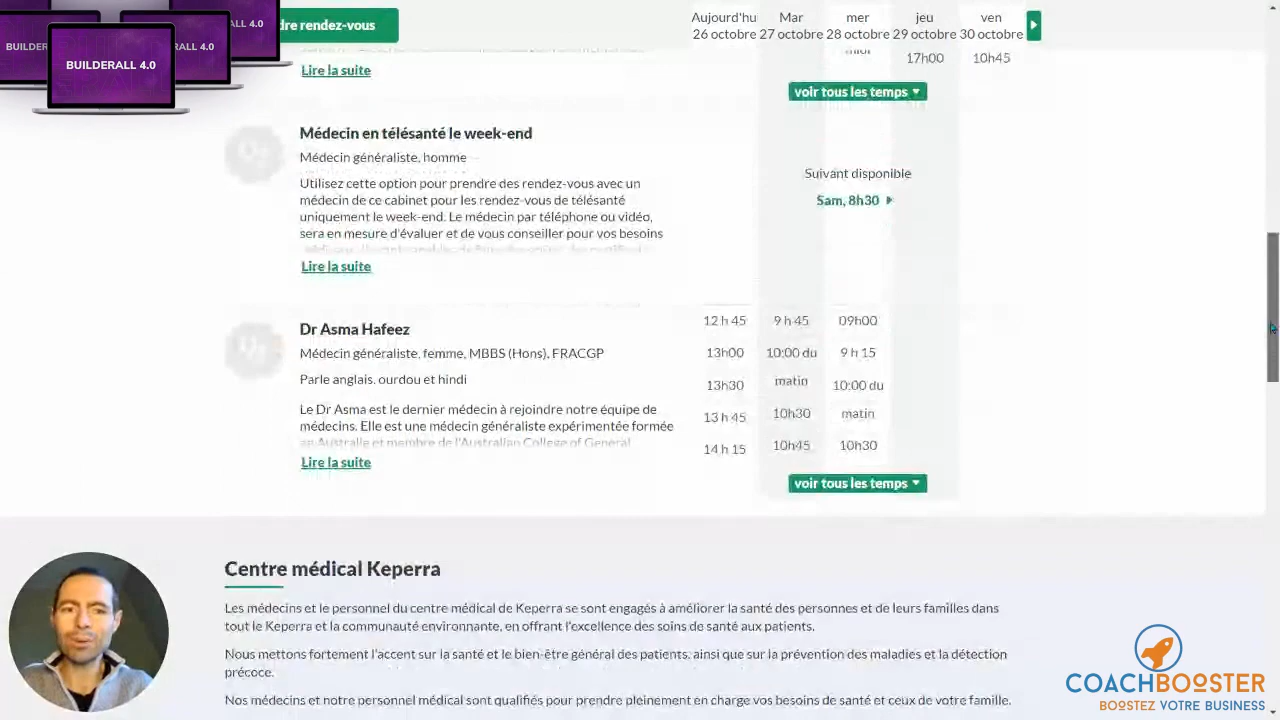 BUILDER
ALL 4.0
RALL 4.0
BUILDERALL 4.0
dre rendez-vous
Aujord'hu Mar mer jeu ven
26 octobre 27 octobre 28 octobre 29 octobre 30 octobre
17h00 10h45
Lire la suite
voir tous les temps
Médecin en télésanté le week-end
Médecin généraliste, homme
Utilisez cette option pour prendre des rendez-vous avec un
médecin de ce cabinet pour les rendez-vous de télésanté
uniquement le week-end. Le médecin par téléphone ou vidéo,
sera en mesure d'évaluer et de vous conseiller pour vos besoins
Lire la suite
Suivant disponible
Sam, 8h30
Dr Asma Hafeez
Médecin généraliste, femme, MBBS (Hons), FRACGP
Parle anglais, ourdou et hindi
Le Dr Asma est le dernier médecin à rejoindre notre équipe de
médecins. Elle est une médecin généraliste expérimentée formée
en Australie et membre de l'Australian College of General
Lire la suite
12 h 45 9 h 45 09h00
13h00 10:00 du 9 h 15
13h30 matin 10:00 du
13 h 45 10h30 matin
14 h 15 10h45 10h30
voir tous les temps
Centre médical Keperra
Les médecins et le personnel du centre médical de Keperra se sont engagés à améliorer la santé des personnes et de leurs familles dans
tout le Keperra et la communauté environnante, en offrant l'excellence des soins de santé aux patients.
Nous mettons fortement l'accent sur la santé et le bien-être général des patients, ainsi que sur la prévention des maladies et la détection
précoce.
Nos médecins et notre personnel médical sont qualifiés pour prendre pleinement en charge vos besoins de santé et ceux de votre famille.
COACHBOOSTER
BOOSTEZ VOTRE BUSINESS